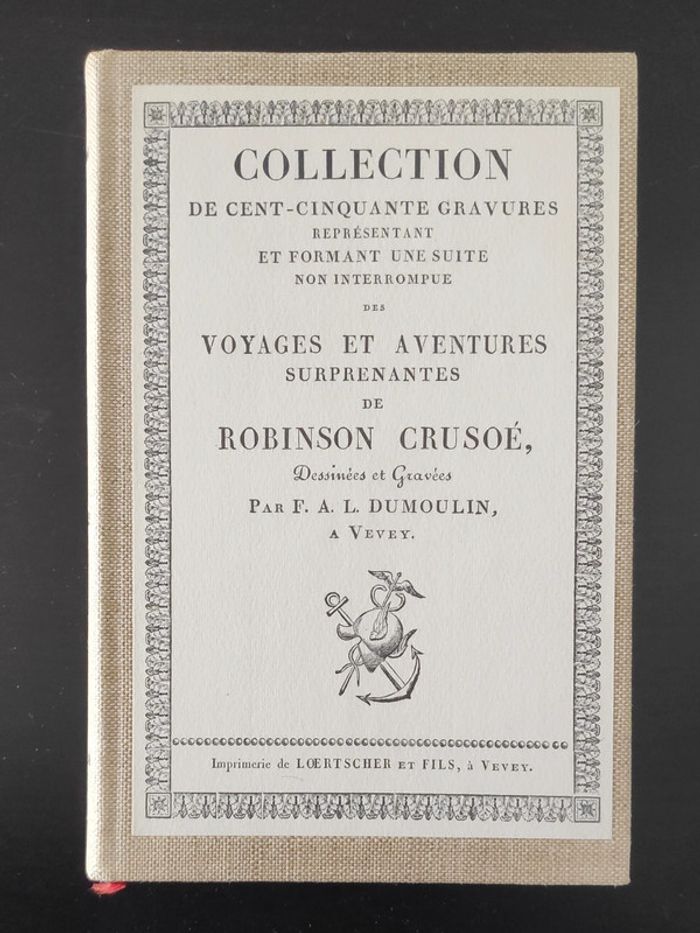 COLLECTION
DE CENT-CINQUANTE GRAVURES
REPRÉSENTANT
ET FORMANT UNE SUITE
NON INTERROMPUE
DES
VOYAGES ET AVENTURES
SURPRENANTES
DE
ROBINSON CRUSOÉ,
Dessinées et Gravées
PAR F. A. L. DUMOULIN,
A VEVEY.
Imprimerie de LŒRTSCHER ET FILS, à VEVEY.